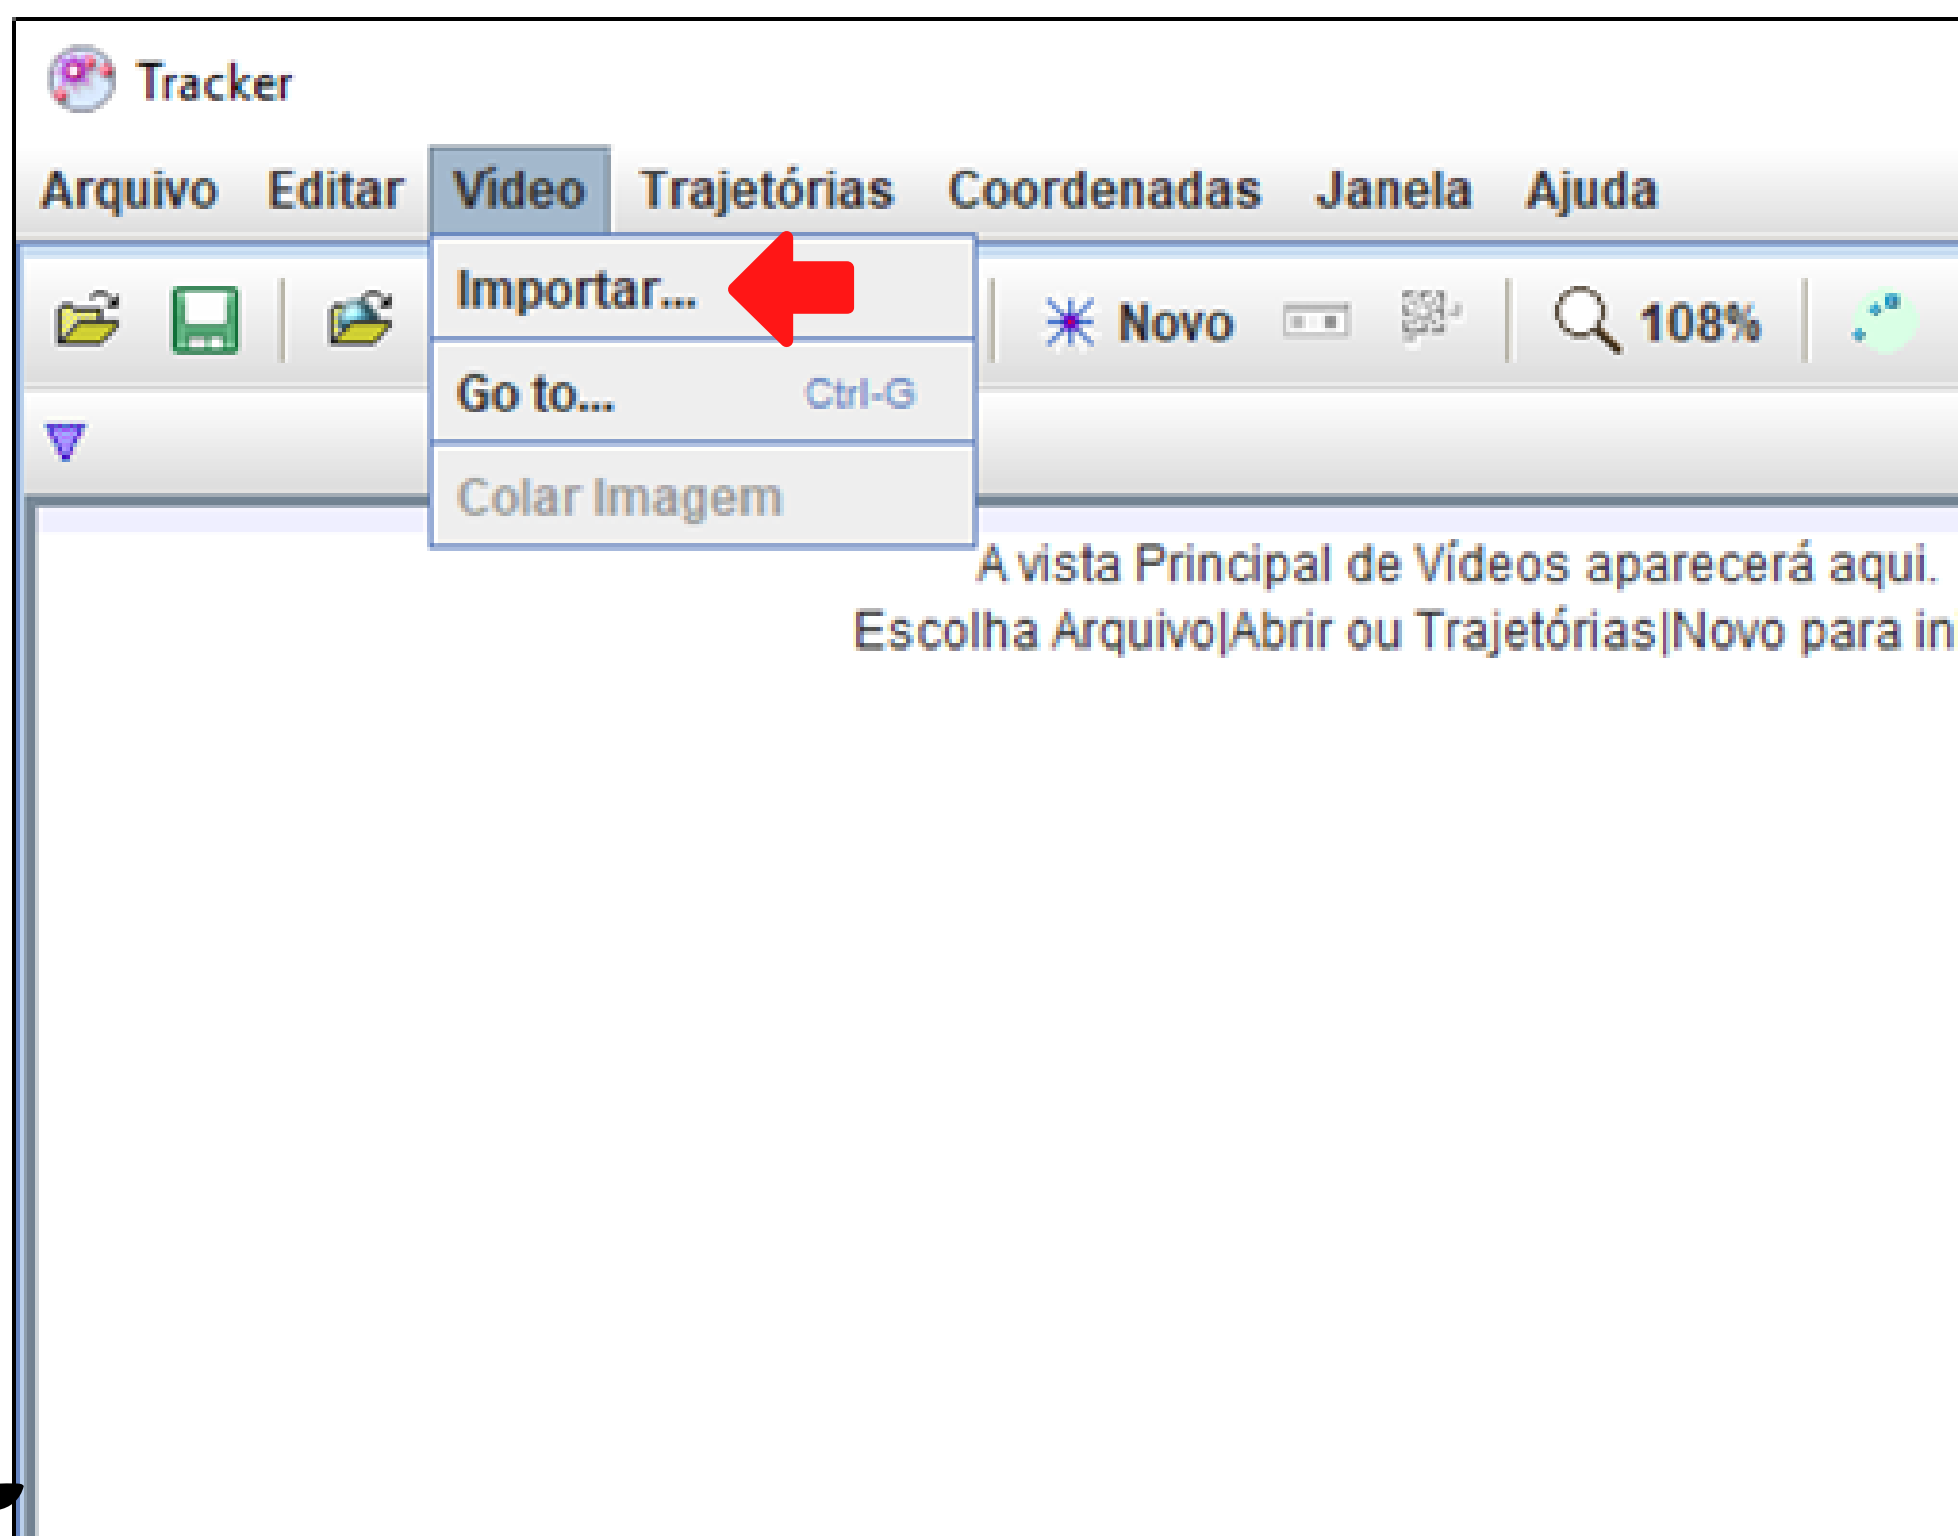 Tracker
Arquivo Editar Vídeo Trajetórias Coordenadas Janela Ajuda
Importar...
Novo 108%
Go to... Ctrl-G
Colar Imagem
A vista Principal de Vídeos aparecerá aqui.
Escolha Arquivo|Abrir ou Trajetórias|Novo para in